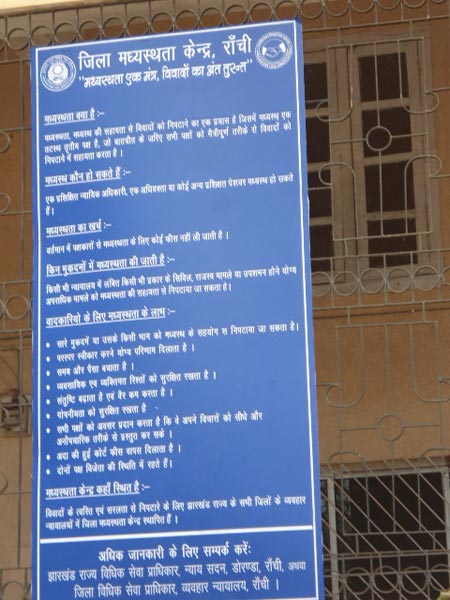 जिला मध्यस्थता केन्द्र, राँची
"मध्यस्थता एक मंत्र, विवादों का अंत तुरन्त"
मध्यस्थता क्या है :–
मध्यस्थता, मध्यस्थ की सहायता से विवादों को निपटाने का एक प्रयास है जिसमें मध्यस्थ एक
तटस्थ तृतीय पक्ष है, जो बातचीत के जरिए सभी पक्षों को मैत्रीपूर्ण तरीके से विवादों को
निपटाने में सहायता करता है ।
मध्यस्थ कौन हो सकते हैं :–
एक प्रशिक्षित न्यायिक अधिकारी, एक अधिवक्ता या कोई अन्य प्रशिक्षित पेशेवर मध्यस्थ हो सकते
हैं ।
मध्यस्थता का खर्च :–
वर्तमान में पक्षकारों से मध्यस्थता के लिए कोई फीस नहीं ली जाती है ।
किन मुकदमों में मध्यस्थता की जाती है :–
किसी भी न्यायालय में लंबित किसी भी प्रकार के सिविल, राजस्व मामले या उपशमन होने योग्य
अपराधिक मामले को मध्यस्थता की सहायता से निपटाया जा सकता है।
वादकारियो के लिए मध्यस्थता के लाभ :–
• सारे मुकदमें या उसके किसी भाग को मध्यस्थ के सहयोग स निपटाया जा सकता है।
• परस्पर स्वीकार करने योग्य परिणाम दिलाता है ।
• समय और पैसा बचाता है ।
• व्यवसायिक एवं व्यक्तिगत रिश्तों को सुरक्षित रखता है ।
• संतुष्टि बढ़ाता है एवं वैर कम करता है ।
• गोपनीयता को सुरक्षित रखता है
• सभी पक्षों को अवसर प्रदान करता है कि वे अपने विचारों को सीधे और
अनौपचारिक तरीके से प्रस्तुत कर सकें ।
• अदा की हुई कोर्ट फीस वापस दिलाता है ।
• दोनों पक्ष विजेता की स्थिति में रहते हैं।
मध्यस्थता केन्द्र कहाँ स्थित है :–
विवादों के त्वरित एवं सरलता से निपटारे के लिए झारखंड राज्य के सभी जिलों के व्यवहार
न्यायालयों में जिला मध्यस्थता केन्द्र स्थापित हैं ।
अधिक जानकारी के लिए सम्पर्क करेंः
झारखंड राज्य विधिक सेवा प्राधिकार, न्याय सदन, डोरण्डा, राँची, अथवा
जिला विधिक सेवा प्राधिकार, व्यवहार न्यायालय, राँची ।